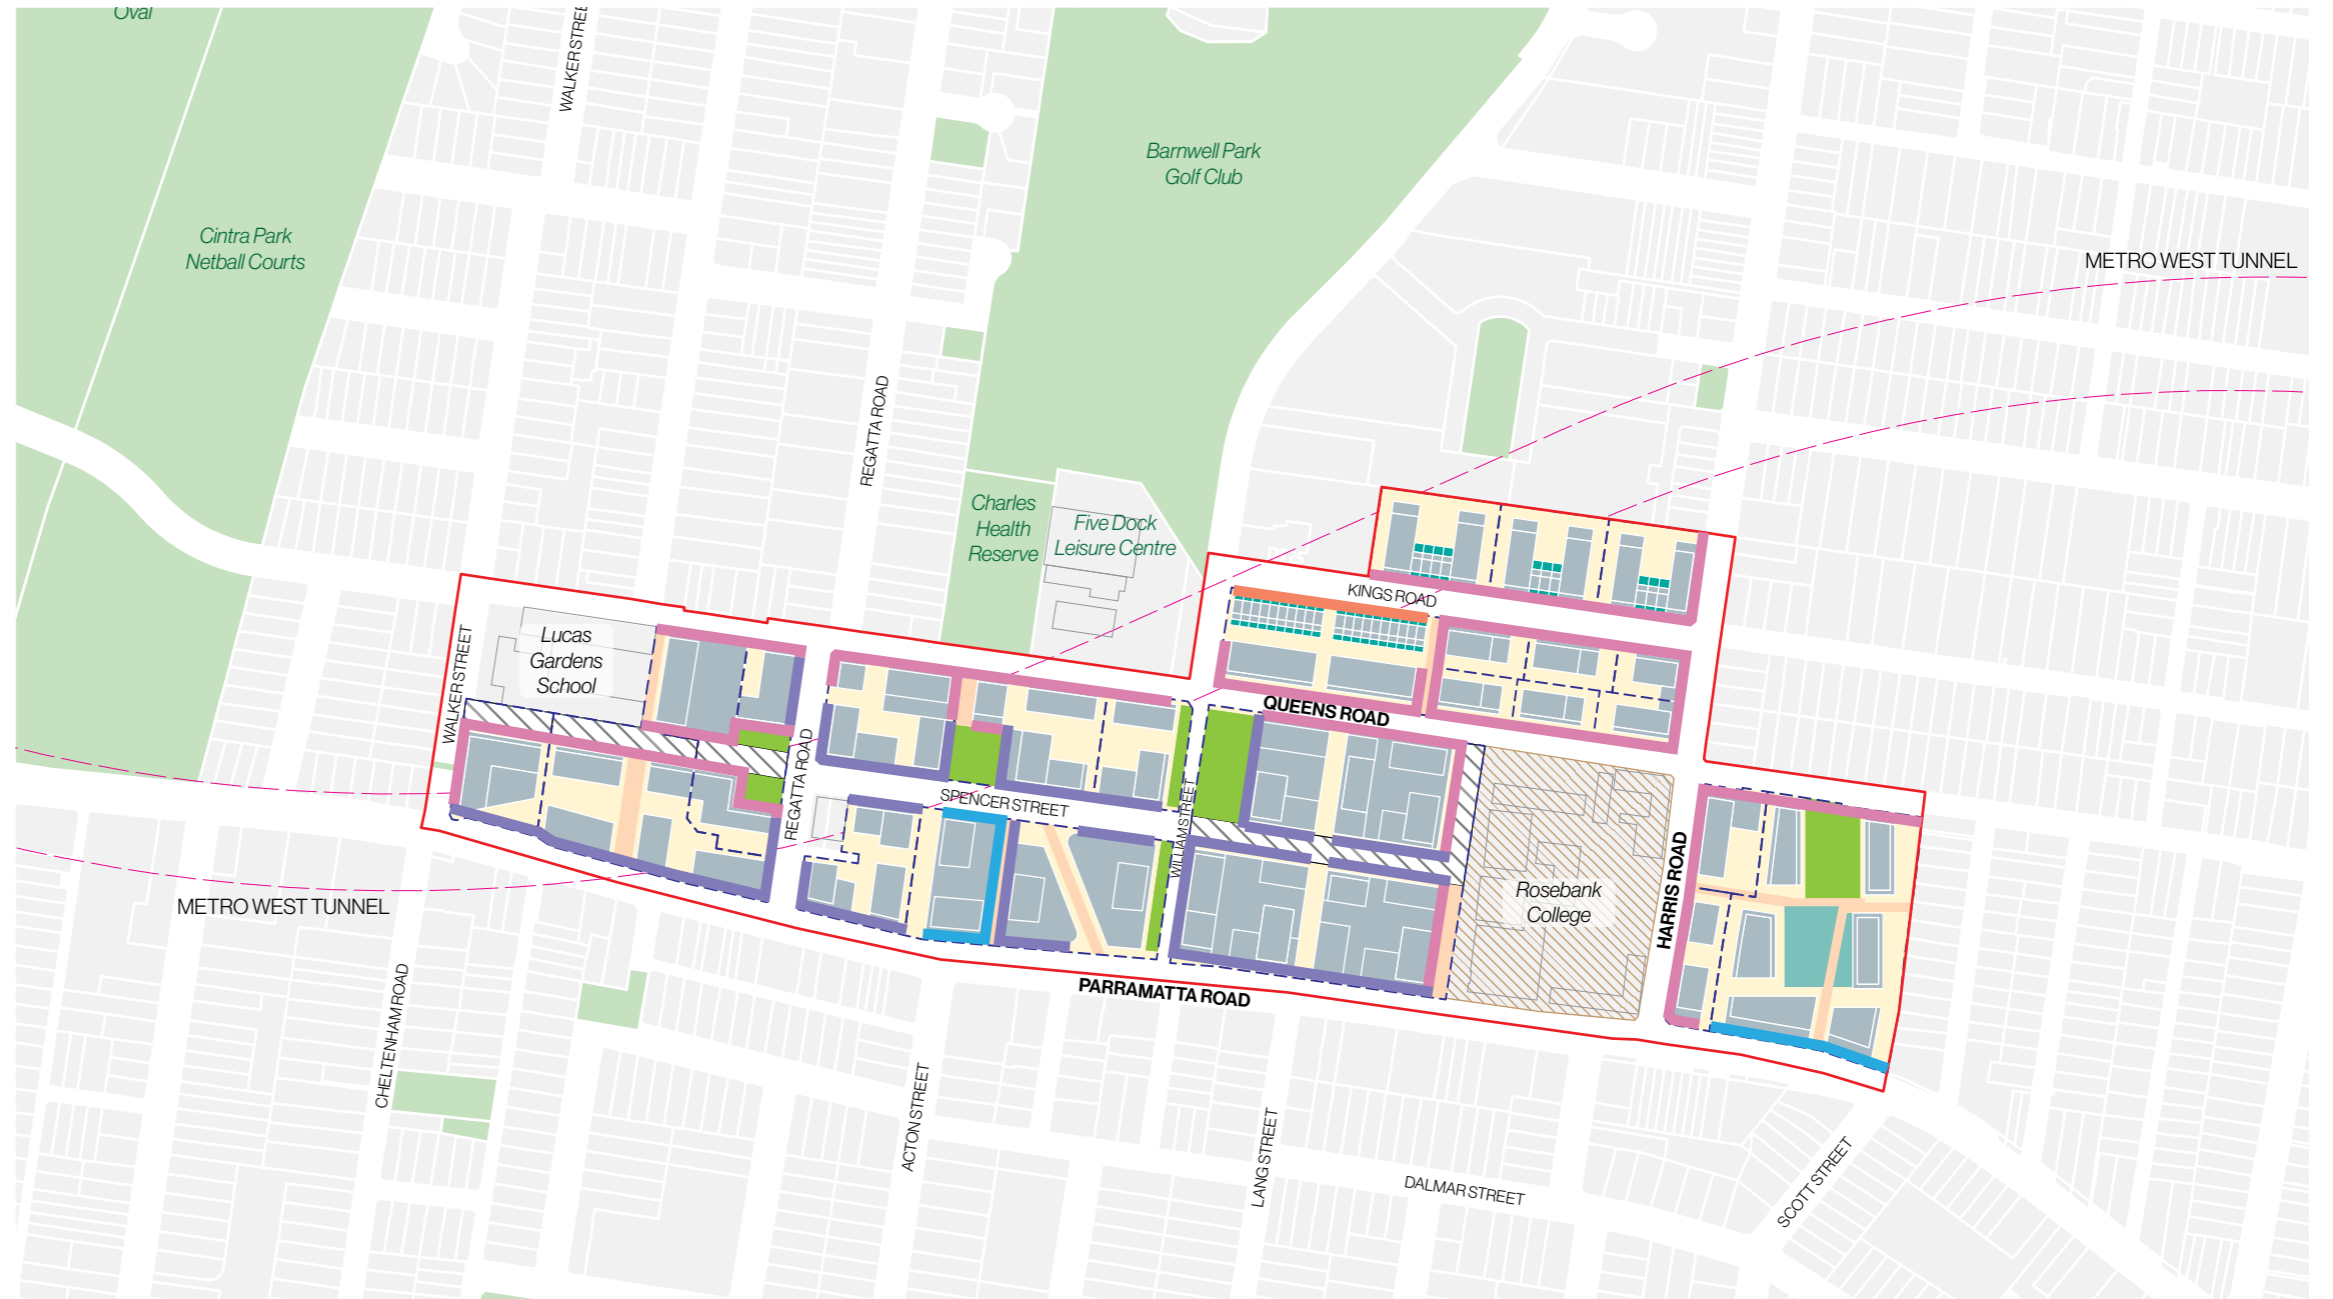 Oval
WALKER STREE
Barnwell Park
Golf Club
Cintra Park
Netball Courts
METRO WEST TUNNEL
REGATTA ROAD
Charles
Health
Reserve
Five Dock
Leisure Centre
KINGS ROAD
WALKER STREET
Lucas
Gardens
School
QUEENS ROAD
REGATTA ROAD
SPENCER STREET
WILLIAM STREET
HARRIS ROAD
Rosebank
College
METRO WEST TUNNEL
PARRAMATTA ROAD
CHELTENHAM ROAD
ACTON STREET
LANG STREET
DALMAR STREET
SCOTT STREET